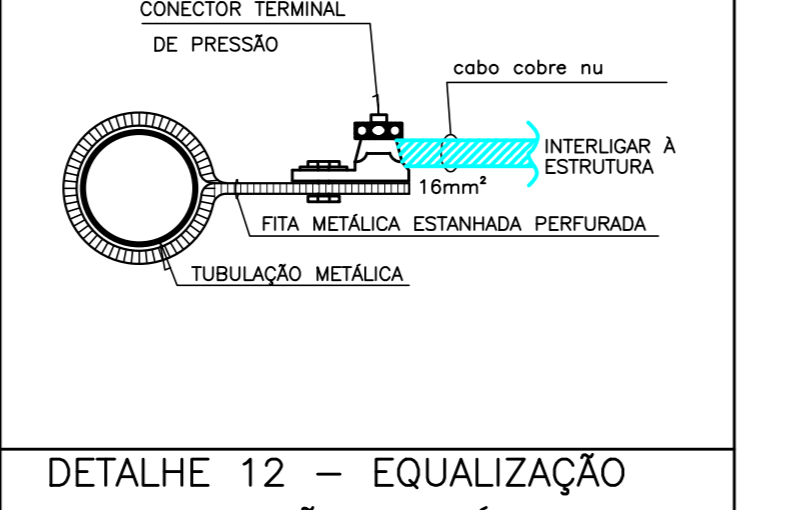 CONECTOR TERMINAL
DE PRESSÃO
cabo cobre nu
INTERLIGAR À
ESTRUTURA
16mm²
FITA METÁLICA ESTANHADA PERFURADA
TUBULAÇÃO METÁLICA
DETALHE 12 – EQUALIZAÇÃO